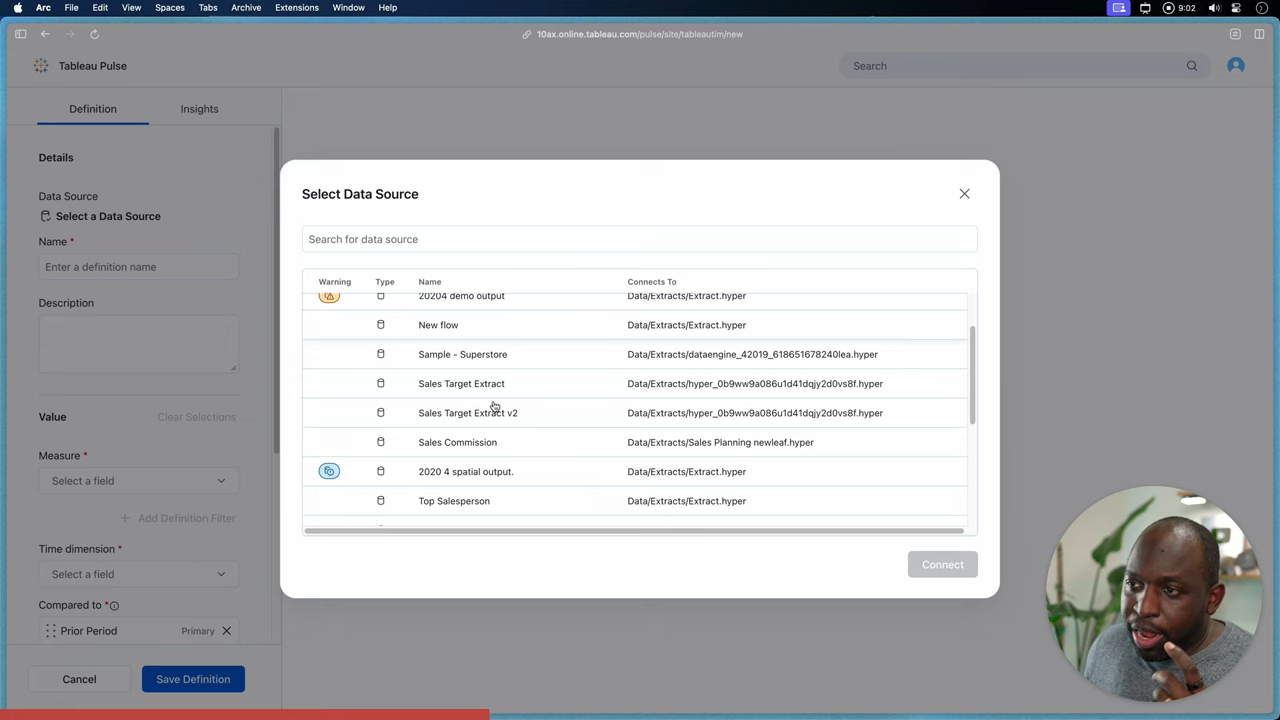 Arc File Edit View Spaces Tabs Archive Extensions Window Help 9:02
10ax.online.tableau.com/pulse/site/tableautim/new
Tableau Pulse Search
Definition Insights
Details
Data Source
Select a Data Source
Name *
Enter a definition name
Description
Value Clear Selections
Measure *
Select a field
Add Definition Filter
Time dimension *
Select a field
Compared to *
Prior Period Primary
Cancel Save Definition
Select Data Source
Search for data source
Warning Type Name Connects To
20204 demo output Data/Extracts/Extract.hyper
New flow Data/Extracts/Extract.hyper
Sample - Superstore Data/Extracts/dataengine_42019_618651678240lea.hyper
Sales Target Extract Data/Extracts/hyper_0b9ww9a086u1d41dqjy2d0vs8f.hyper
Sales Target Extract v2 Data/Extracts/hyper_0b9ww9a086u1d41dqjy2d0vs8f.hyper
Sales Commission Data/Extracts/Sales Planning newleaf.hyper
2020 4 spatial output. Data/Extracts/Extract.hyper
Top Salesperson Data/Extracts/Extract.hyper
Connect